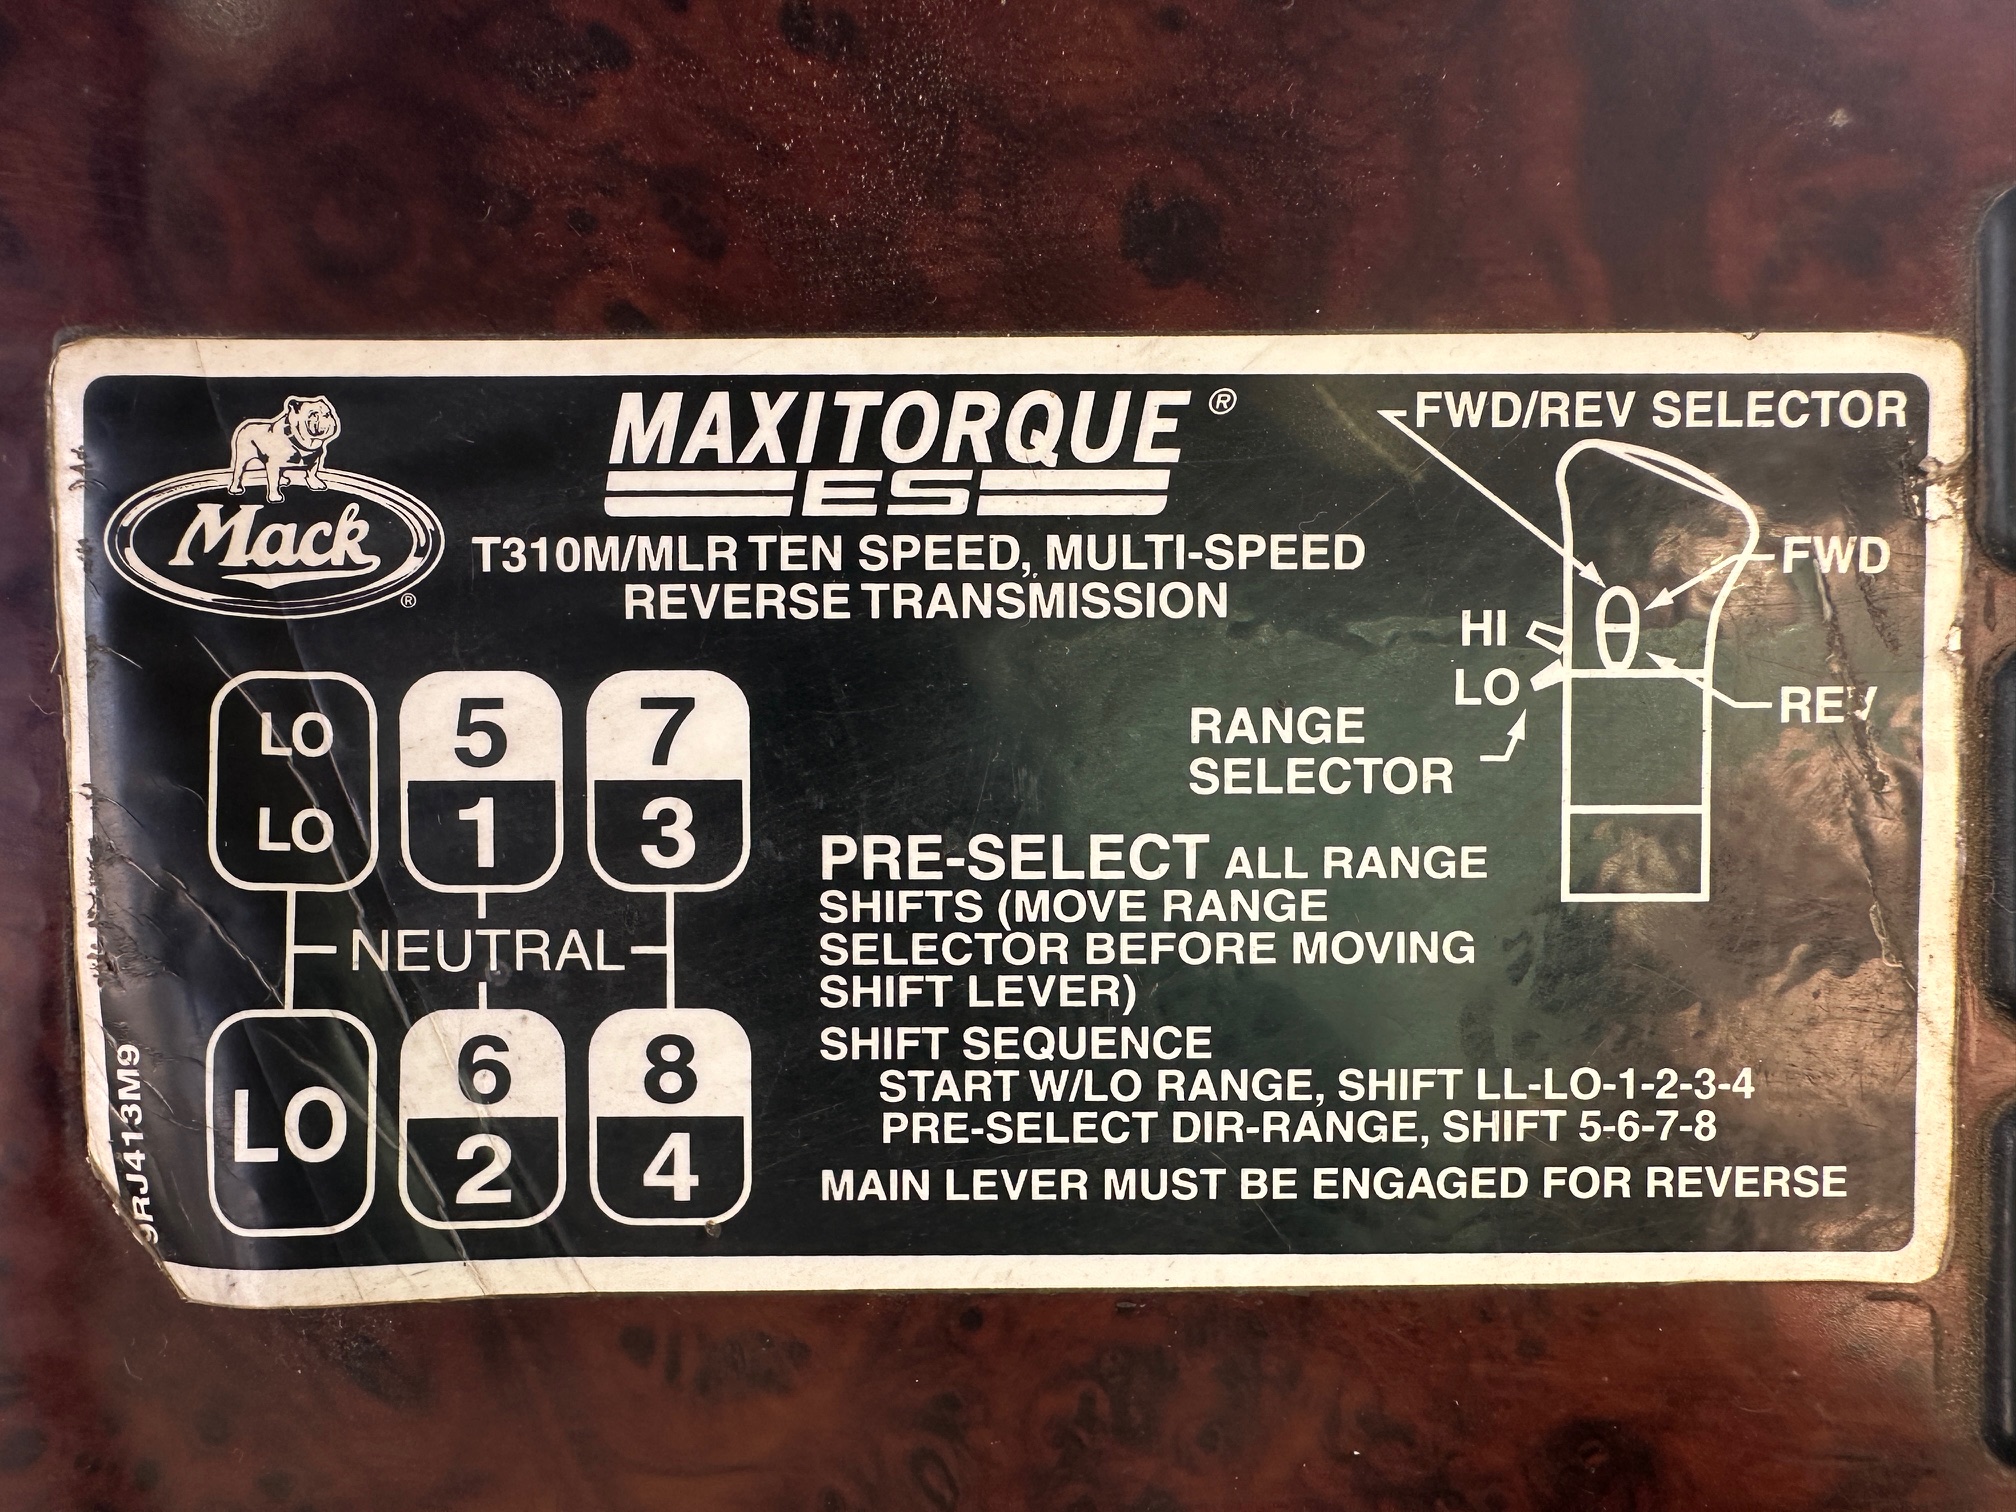 MAXITORQUE®
ES
Mack®
T310M/MLR TEN SPEED, MULTI-SPEED
REVERSE TRANSMISSION
FWD/REV SELECTOR
FWD
HI
LO
REV
RANGE
SELECTOR
LO 5 7
LO 1 3
NEUTRAL
LO 6 8
2 4
PRE-SELECT ALL RANGE
SHIFTS (MOVE RANGE
SELECTOR BEFORE MOVING
SHIFT LEVER)
SHIFT SEQUENCE
START W/LO RANGE, SHIFT LL-LO-1-2-3-4
PRE-SELECT DIR-RANGE, SHIFT 5-6-7-8
MAIN LEVER MUST BE ENGAGED FOR REVERSE
9RJ413M9